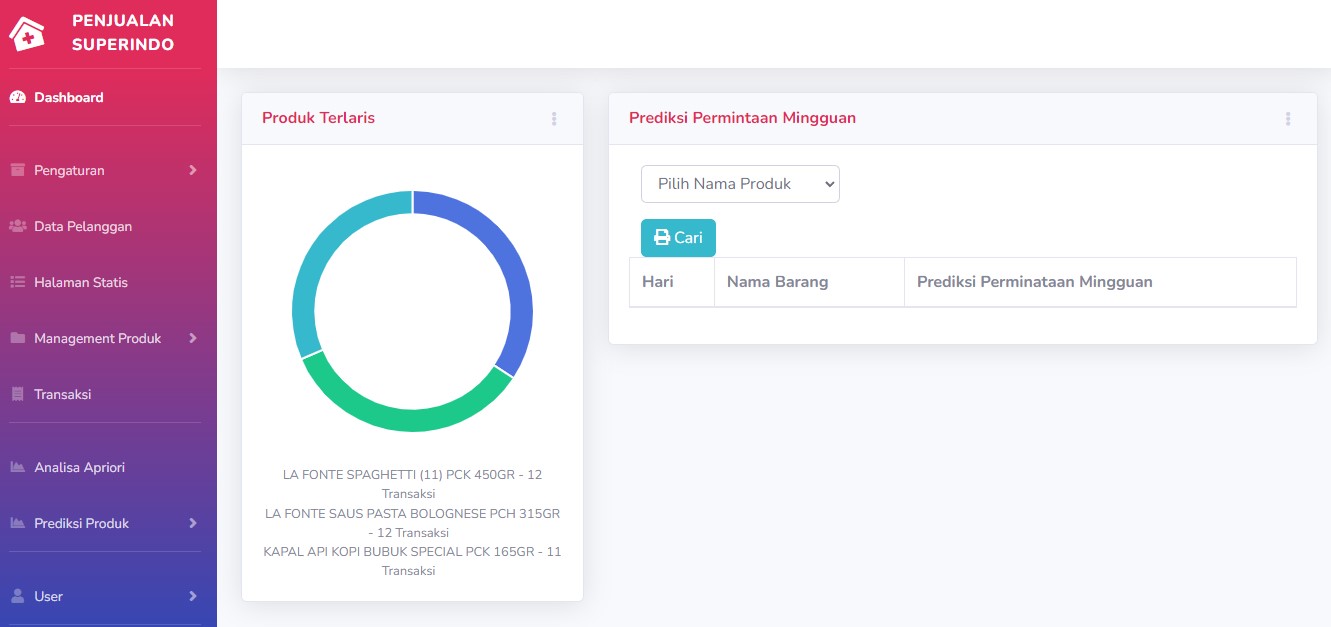 PENJUALAN
SUPERINDO
Dashboard
Pengaturan
Data Pelanggan
Halaman Statis
Management Produk
Transaksi
Analisa Apriori
Prediksi Produk
User
Produk Terlaris
LA FONTE SPAGHETTI (11) PCK 450GR - 12
Transaksi
LA FONTE SAUS PASTA BOLOGNESE PCH 315GR
- 12 Transaksi
KAPAL API KOPI BUBUK SPECIAL PCK 165GR - 11
Transaksi
Prediksi Permintaan Mingguan
Pilih Nama Produk
Cari
Hari Nama Barang Prediksi Perminataan Mingguan